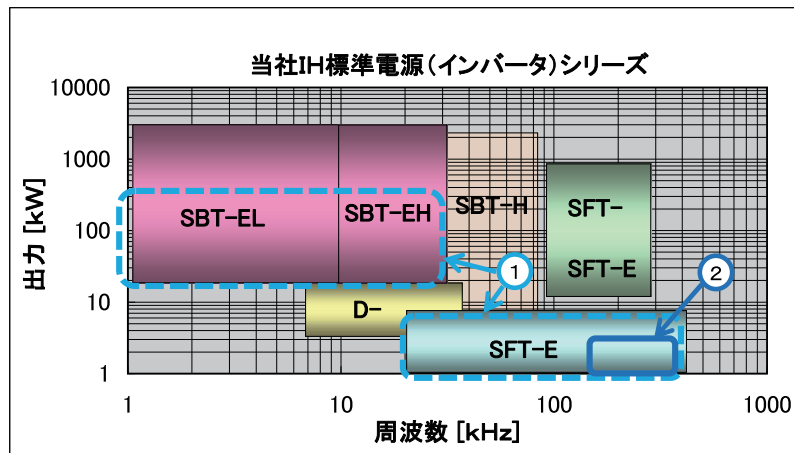 当社IH標準電源(インバータ)シリーズ
出力 [kW]
10000
1000
100
10
1
SBT-EL
SBT-EH
SBT-H
SFT-
SFT-E
D-
SFT-E
1
2
1
10
100
1000
周波数 [kHz]